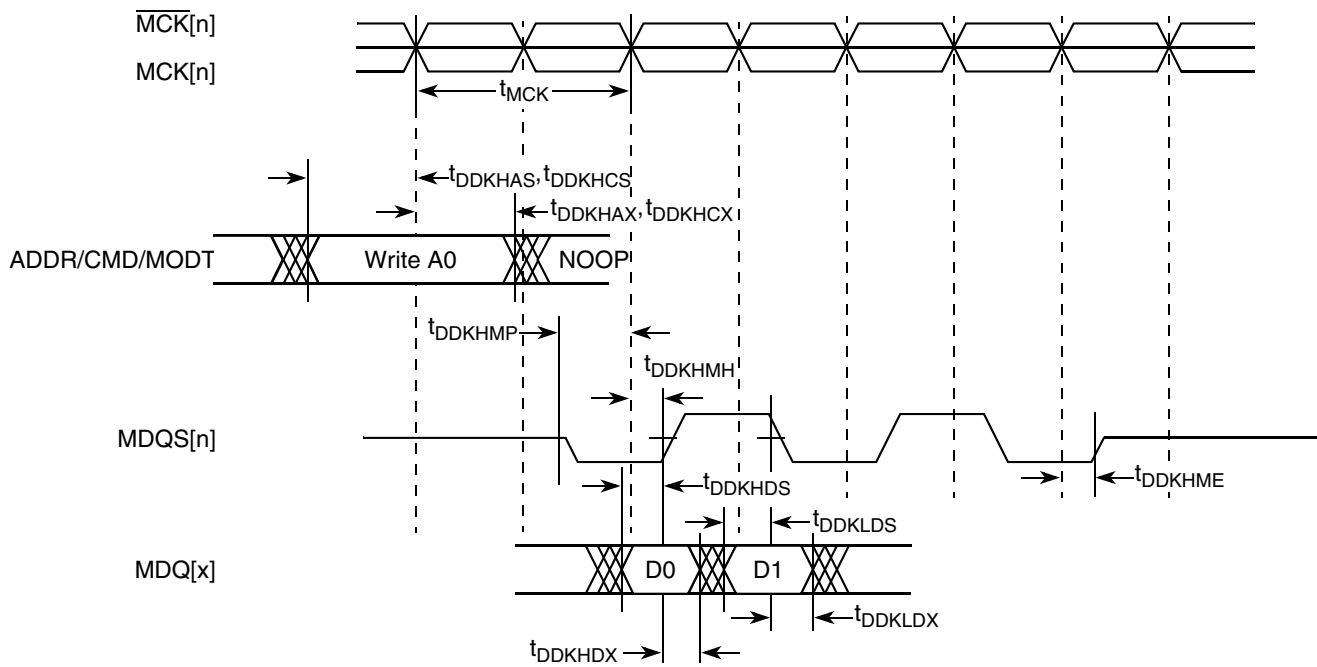 MCK[n]
MCK[n]
tMCK
tDDKHAS,tDDKHCS
tDDKHAX,tDDKHCX
ADDR/CMD/MODT
Write A0
NOOP
tDDKHMP
tDDKHMH
MDQS[n]
tDDKHDS
tDDKHME
tDDKLDS
MDQ[x]
D0
D1
tDDKLDX
tDDKHDX